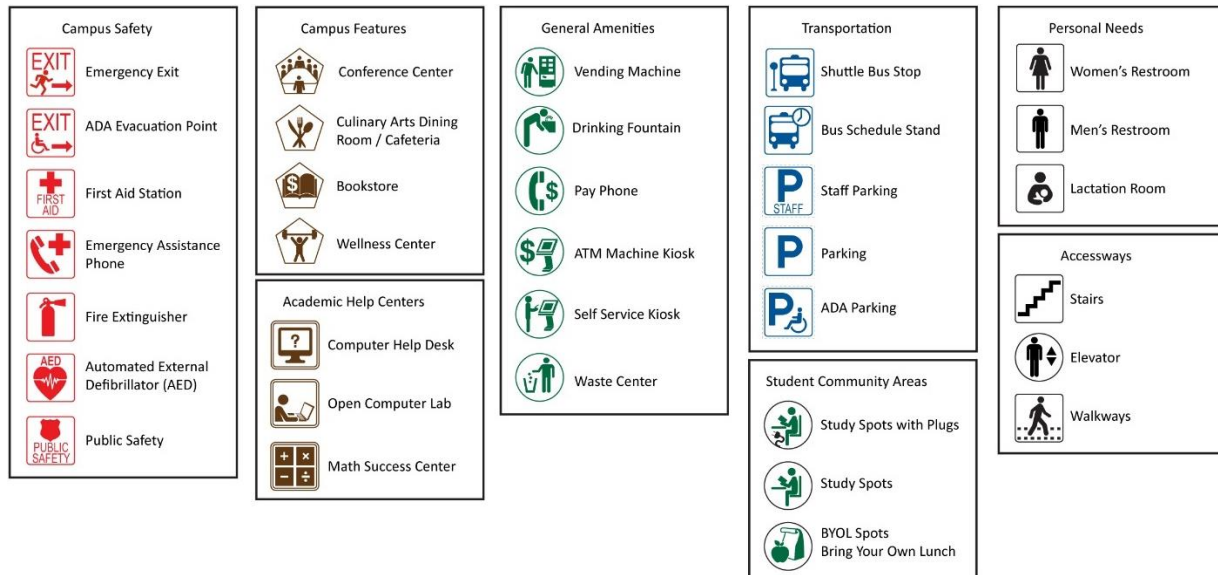 Campus Safety
EXIT
Emergency Exit
EXIT
ADA Evacuation Point
FIRST
AID
First Aid Station
Emergency Assistance
Phone
Fire Extinguisher
AED
Automated External
Defibrillator (AED)
PUBLIC
SAFETY
Public Safety
Campus Features
Conference Center
Culinary Arts Dining
Room / Cafeteria
$
Bookstore
Wellness Center
Academic Help Centers
?
Computer Help Desk
Open Computer Lab
+ ×
− ÷
Math Success Center
General Amenities
Vending Machine
Drinking Fountain
$
Pay Phone
$
ATM Machine Kiosk
Self Service Kiosk
Waste Center
Transportation
Shuttle Bus Stop
Bus Schedule Stand
P
STAFF
Staff Parking
P
Parking
P
ADA Parking
Student Community Areas
Study Spots with Plugs
Study Spots
BYOL Spots
Bring Your Own Lunch
Personal Needs
Women's Restroom
Men's Restroom
Lactation Room
Accessways
Stairs
Elevator
Walkways